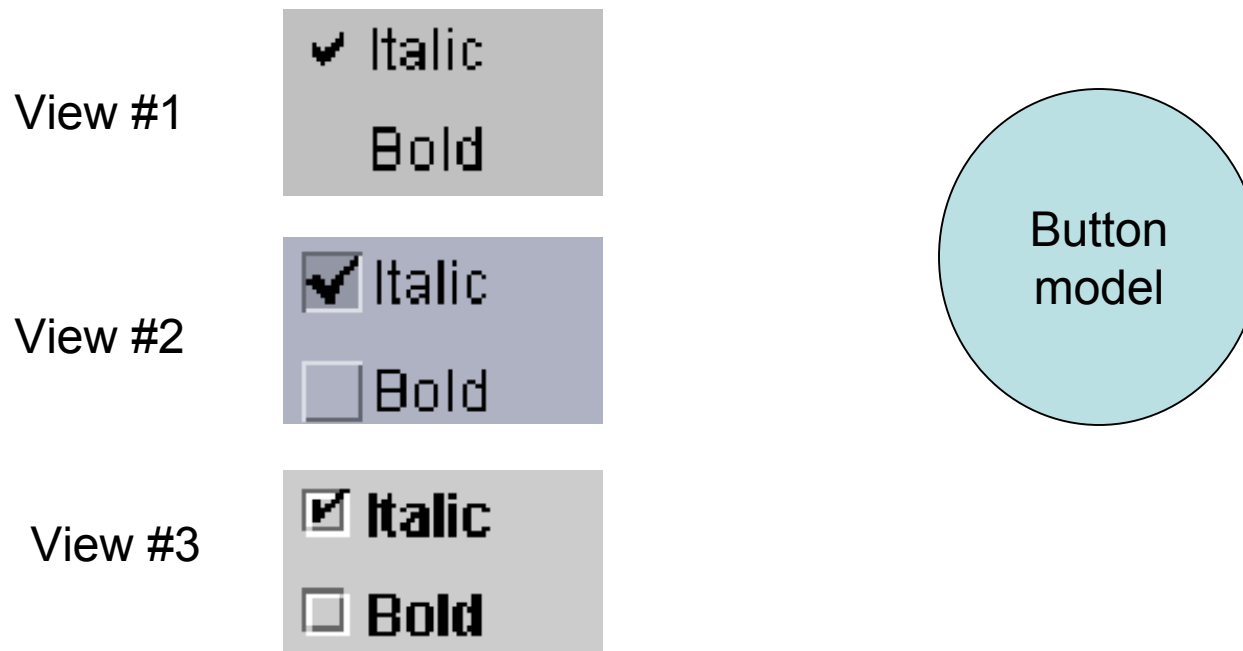 View #1
Italic
Bold
View #2
Italic
Bold
View #3
Italic
Bold
Button
model